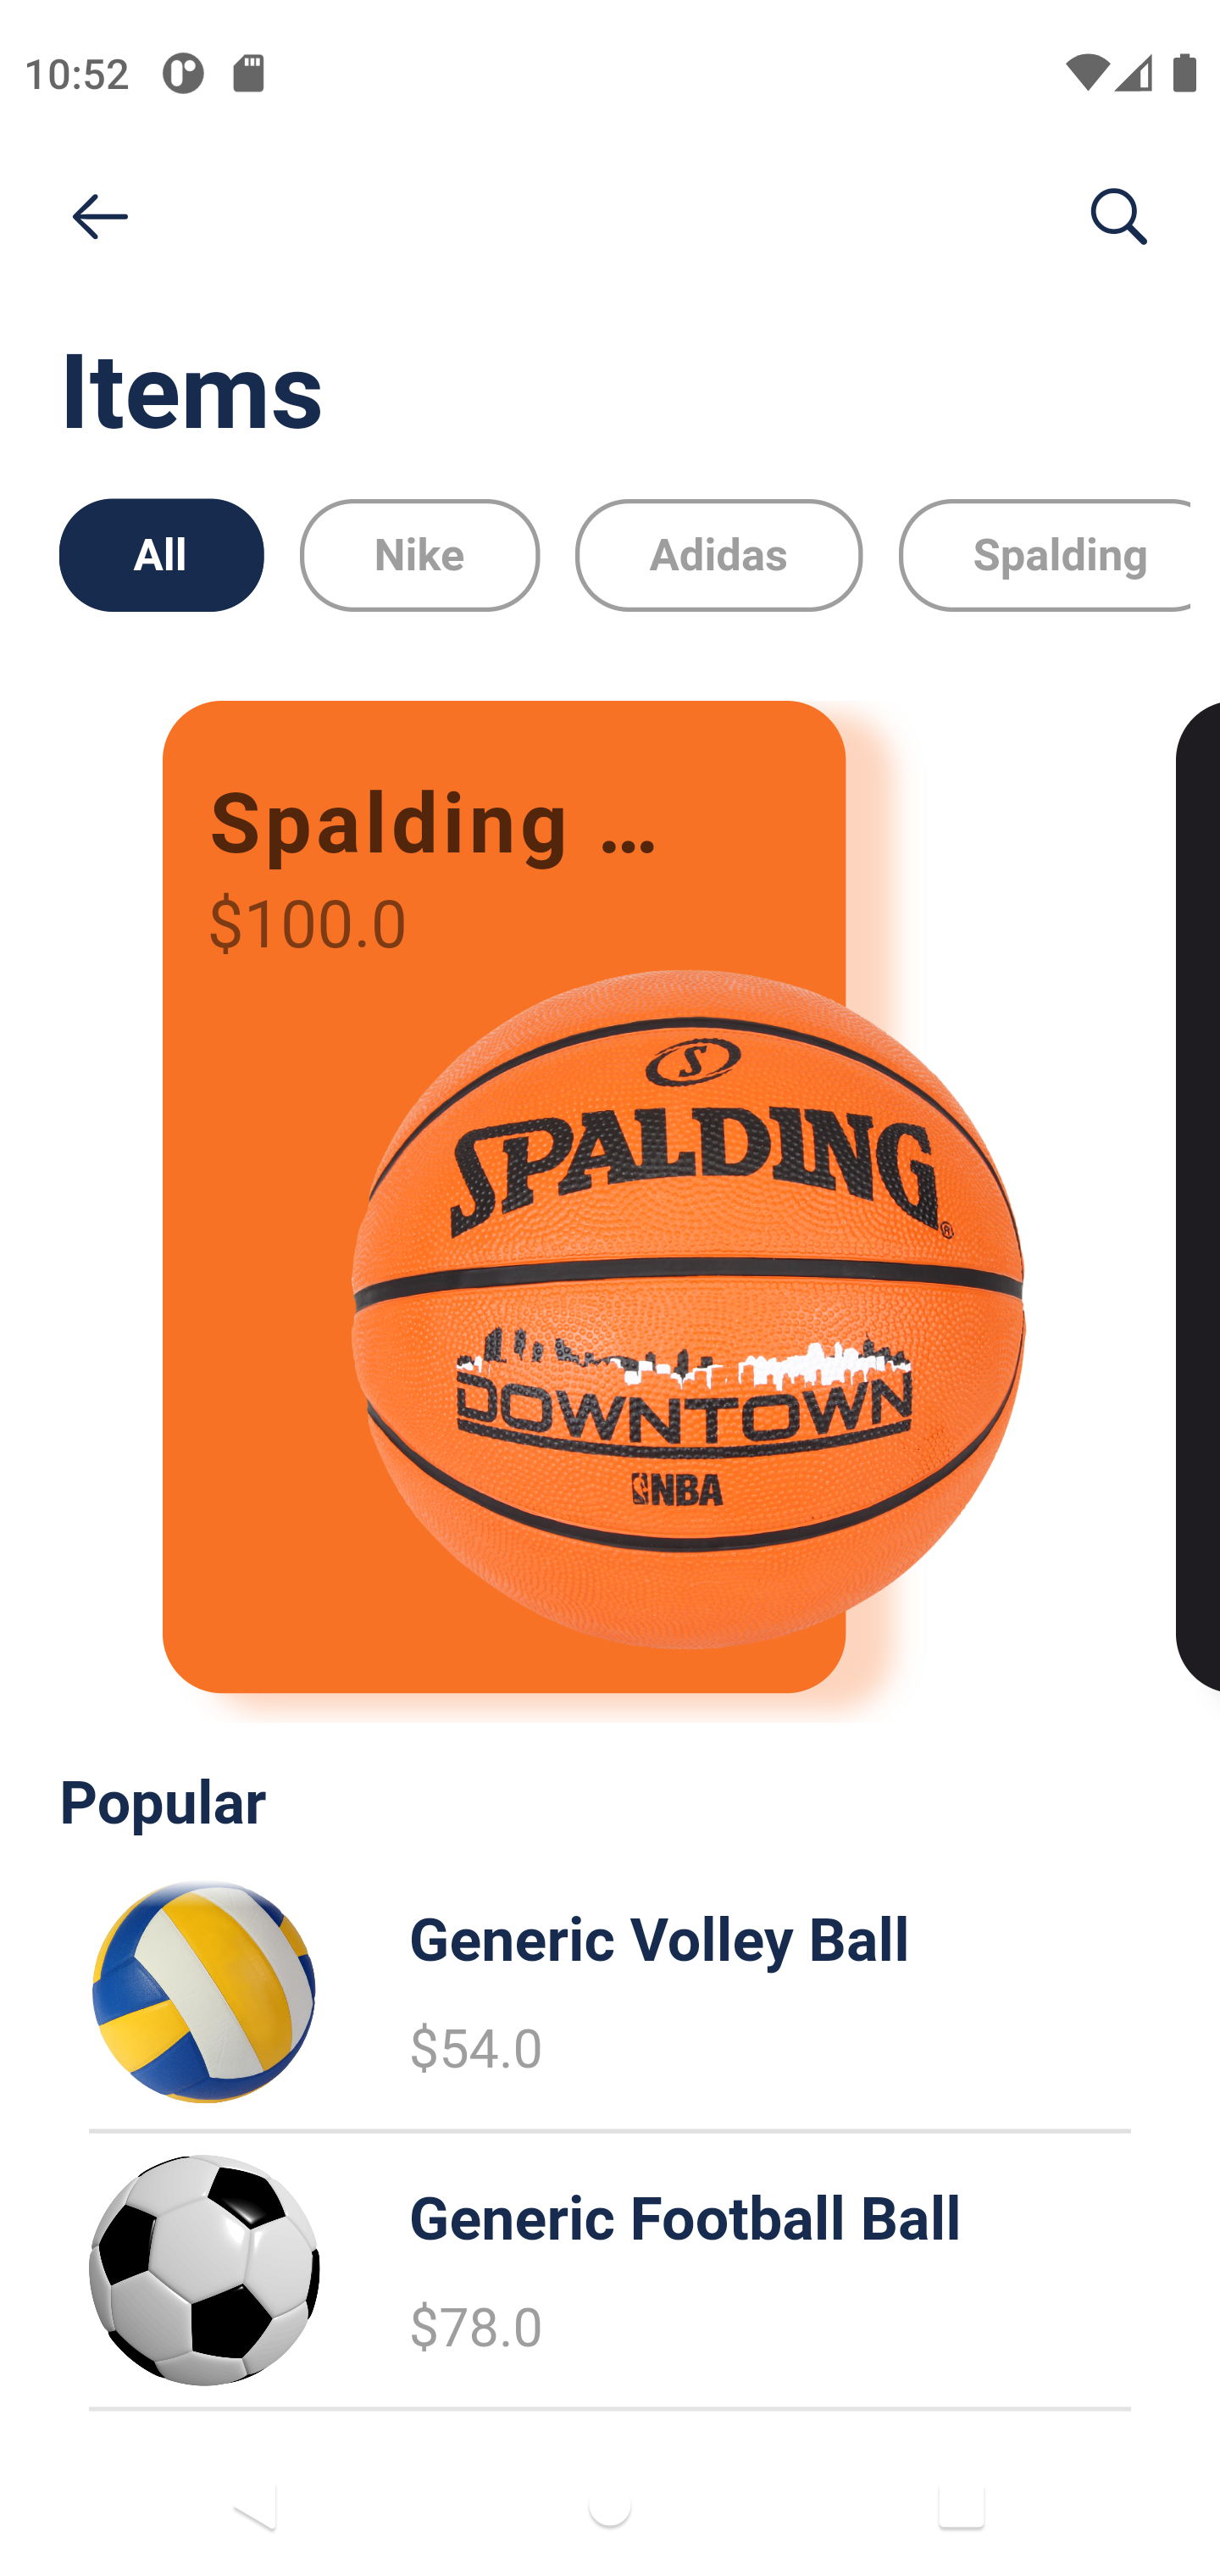 10:52
Items
All
Nike
Adidas
Spalding
Spalding ...
$100.0
S
SPALDING®
DOWNTOWN
NBA
Popular
Generic Volley Ball
$54.0
Generic Football Ball
$78.0